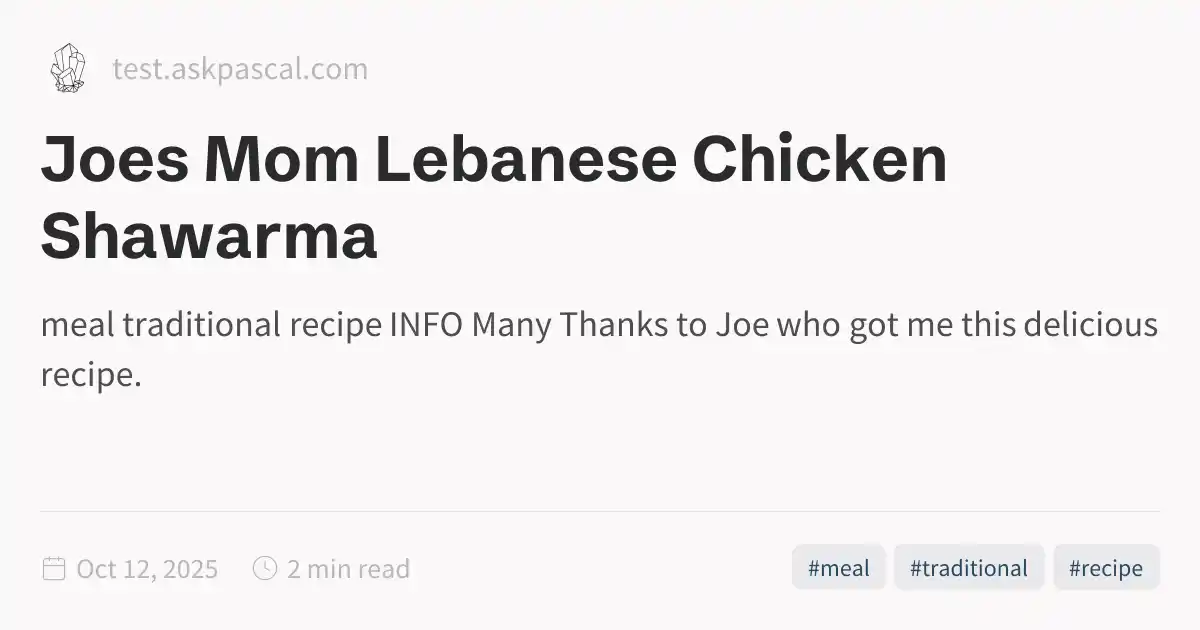 test.askpascal.com
Joes Mom Lebanese Chicken
Shawarma
meal traditional recipe INFO Many Thanks to Joe who got me this delicious
recipe.
Oct 12, 2025 2 min read #meal #traditional #recipe